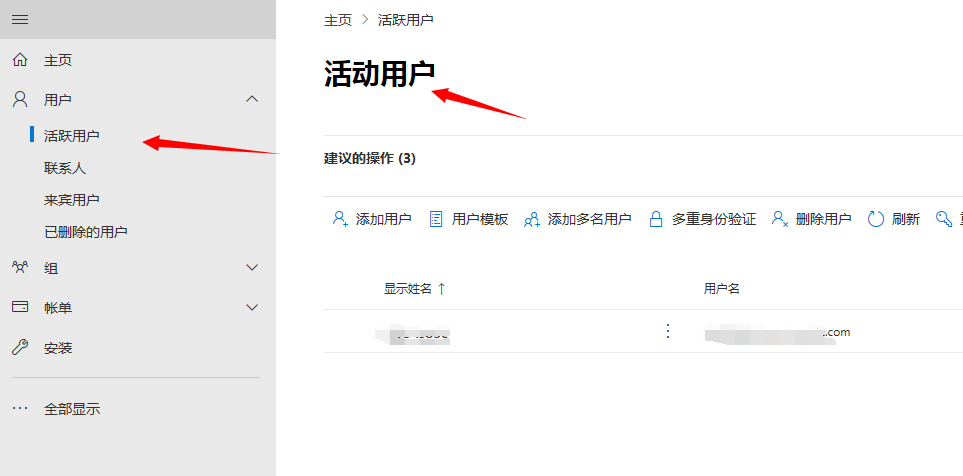 主页
用户
活跃用户
联系人
来宾用户
已删除的用户
组
帐单
安装
全部显示
主页 > 活跃用户
活动用户
建议的操作 (3)
添加用户 用户模板 添加多名用户 多重身份验证 删除用户 刷新
显示姓名 ↑ 用户名
.com